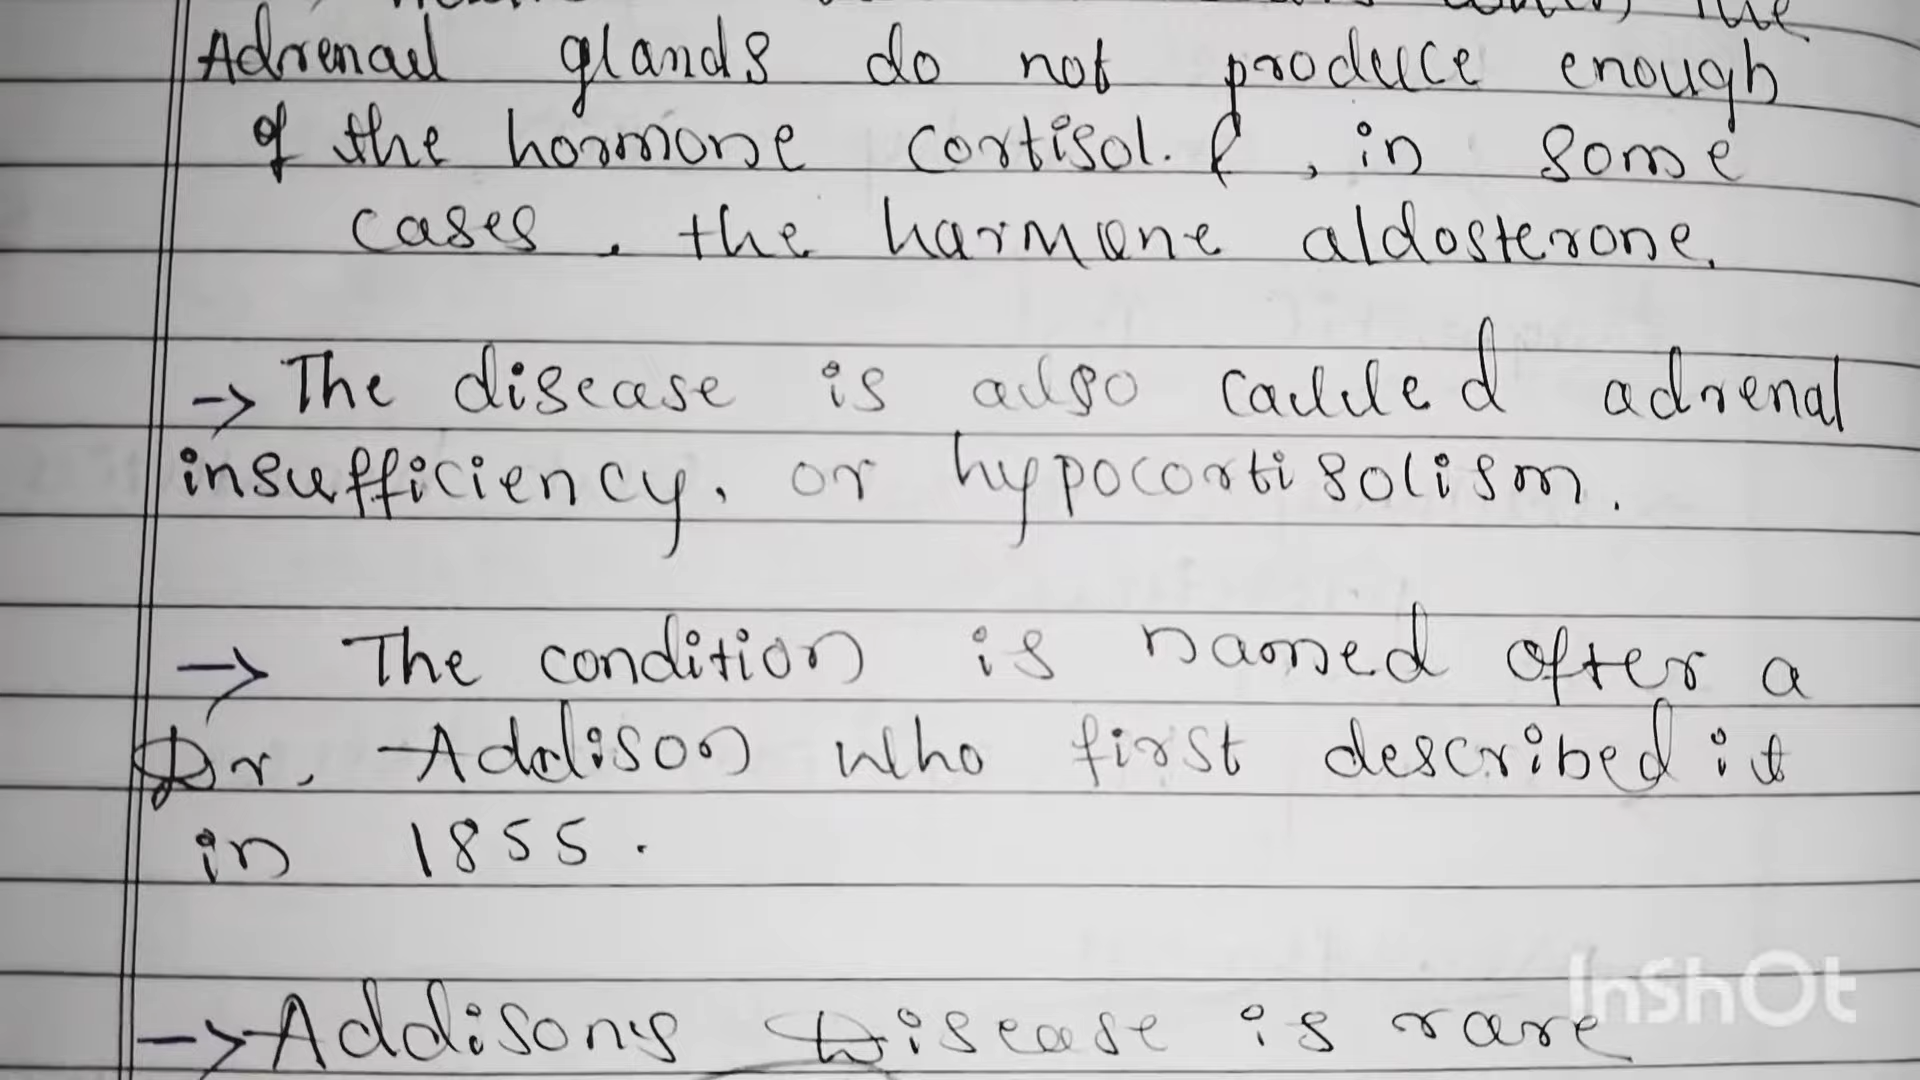 the
Adrenal glands do not produce enough
of the hormone cortisol. & , in some
cases, the harmone aldosterone.
-> The disease is also called adrenal
insufficiency, or hypocortisolism.
-> The condition is named after a
Dr. Addison who first described it
in 1855.
InShOt
-> Addisons Disease is rare